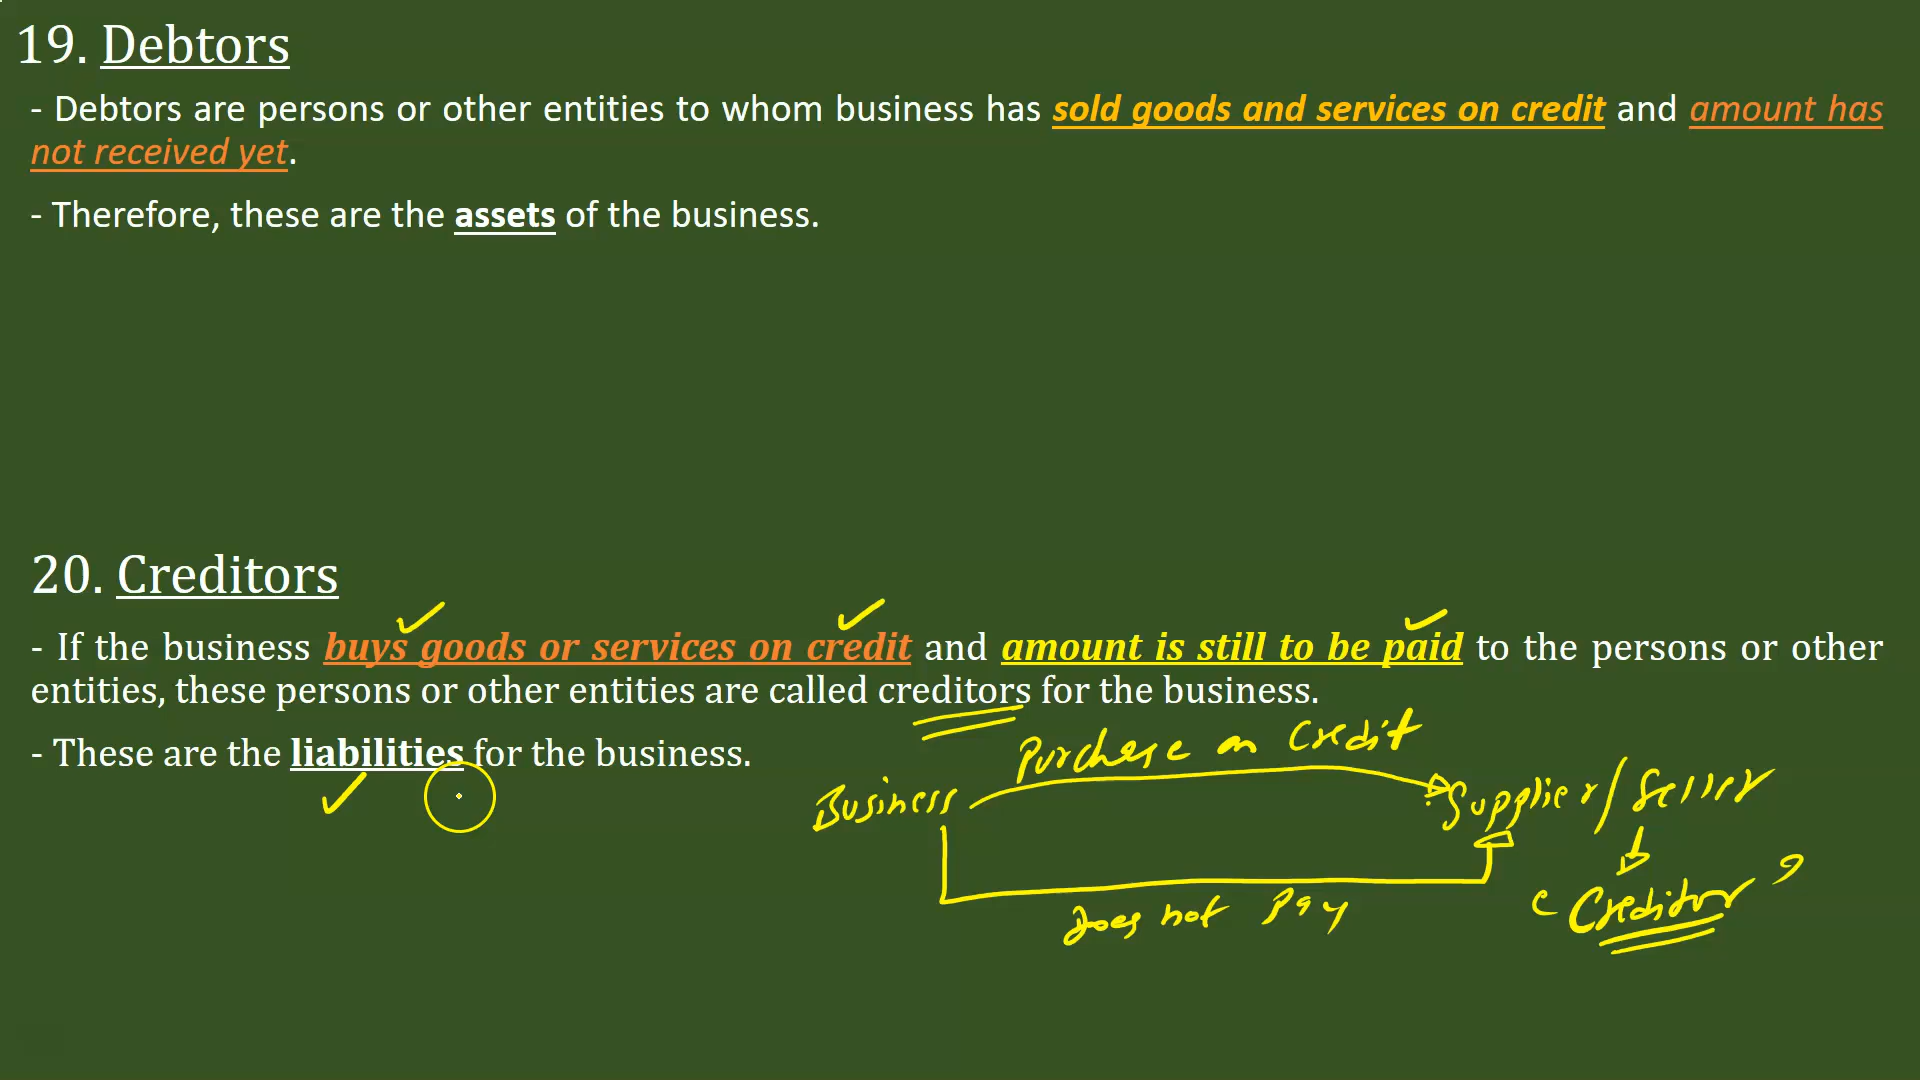 19. Debtors
- Debtors are persons or other entities to whom business has sold goods and services on credit and amount has
not received yet.
- Therefore, these are the assets of the business.
20. Creditors
- If the business buys goods or services on credit and amount is still to be paid to the persons or other
entities, these persons or other entities are called creditors for the business.
- These are the liabilities for the business.
Purchase on Credit
Business
Supplier/Seller
Does not Pay
Creditor